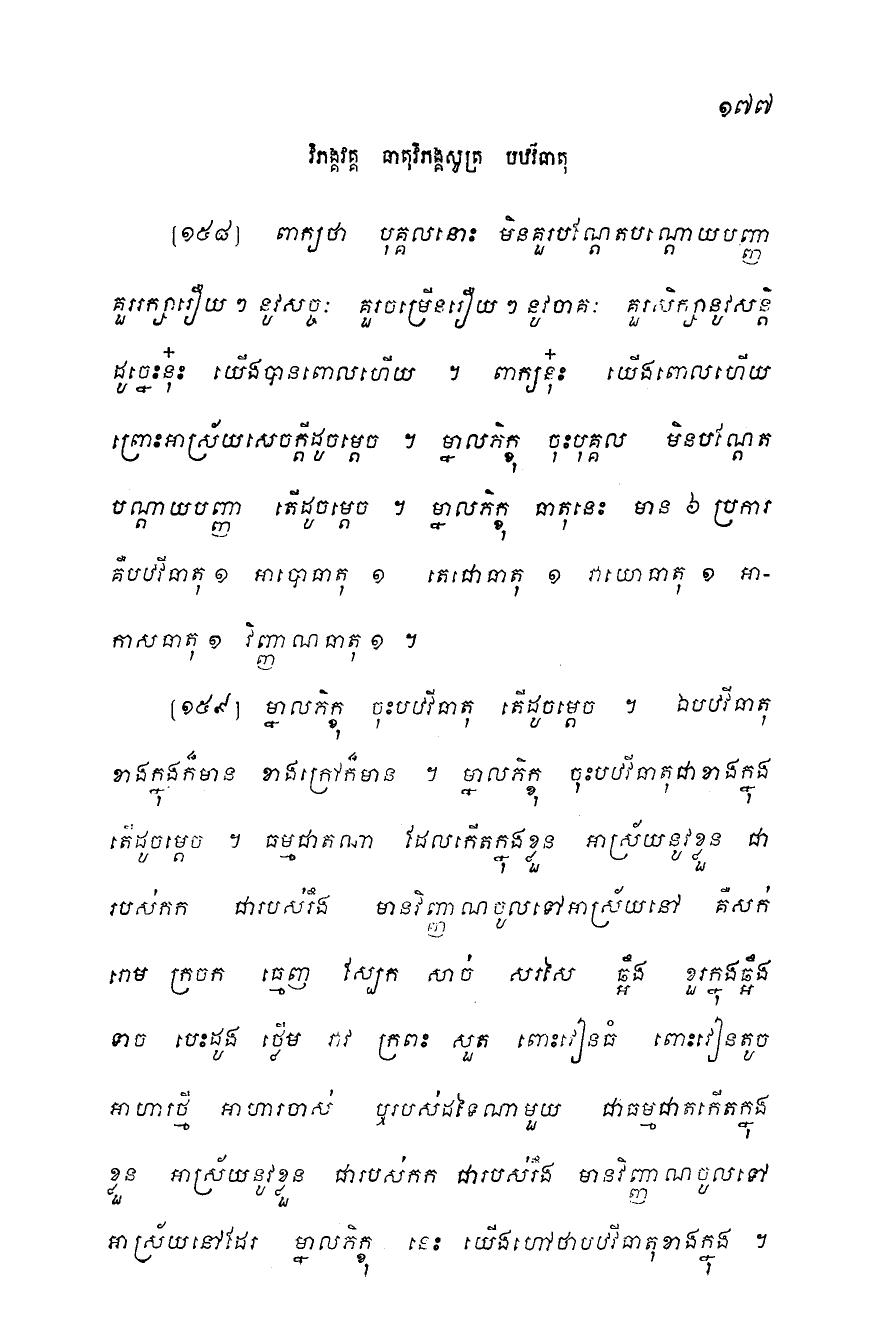 ១៧៧
វិភង្គវគ្គ ធាតុវិភង្គសូត្រ បឋវីធាតុ
(១៥៨) ពាក្យថា បុគ្គលនោះ មិនគួរបណ្តែតបណ្តោយបញ្ញា
គួររក្សារឿយ ៗ នូវសច្ចៈ គួរចម្រើនរឿយ ៗ នូវចាគៈ គួរសិក្សានូវសន្តិ
ដូច្នេះនុ៎ះ យើងបានពោលហើយ ។ ពាក្យនុ៎ះ យើងពោលហើយ
ព្រោះអាស្រ័យសេចក្តីដូចម្តេច ។ ម្នាលភិក្ខុ ចុះបុគ្គល មិនបណ្តែត
បណ្តាយបញ្ញា តើដូចម្តេច ។ ម្នាលភិក្ខុ ធាតុនេះ មាន ៦ ប្រការ
គឺបឋវីធាតុ ១ អាបោធាតុ ១ តេជោធាតុ ១ វាយោធាតុ ១ អា-
កាសធាតុ ១ វិញ្ញាណធាតុ ១ ។
(១៥៩) ម្នាលភិក្ខុ ចុះបឋវីធាតុ តើដូចម្តេច ។ ឯបឋវីធាតុ
ខាងក្នុងក៏មាន ខាងក្រៅក៏មាន ។ ម្នាលភិក្ខុ ចុះបឋវីធាតុជាខាងក្នុង
តើដូចម្តេច ។ ធម្មជាតណា ដែលកើតក្នុងខ្លួន អាស្រ័យនូវខ្លួន ជា
របស់កក ជារបស់រឹង មានវិញ្ញាណចូលទៅអាស្រ័យនៅ គឺសក់
រោម ក្រចក ធ្មេញ ស្បែក សាច់ សរសៃ ឆ្អឹង ខួរក្នុងឆ្អឹង
ទាច បេះដូង ថ្លើម វាវ ក្រពះ សួត ពោះវៀនធំ ពោះវៀនតូច
អាហារថ្មី អាហារចាស់ ឬរបស់ដទៃណាមួយ ជាធម្មជាតកើតក្នុង
ខ្លួន អាស្រ័យនូវខ្លួន ជារបស់កក ជារបស់រឹង មានវិញ្ញាណចូលទៅ
អាស្រ័យនៅដែរ ម្នាលភិក្ខុ នេះ យើងហៅថាបឋវីធាតុខាងក្នុង ។